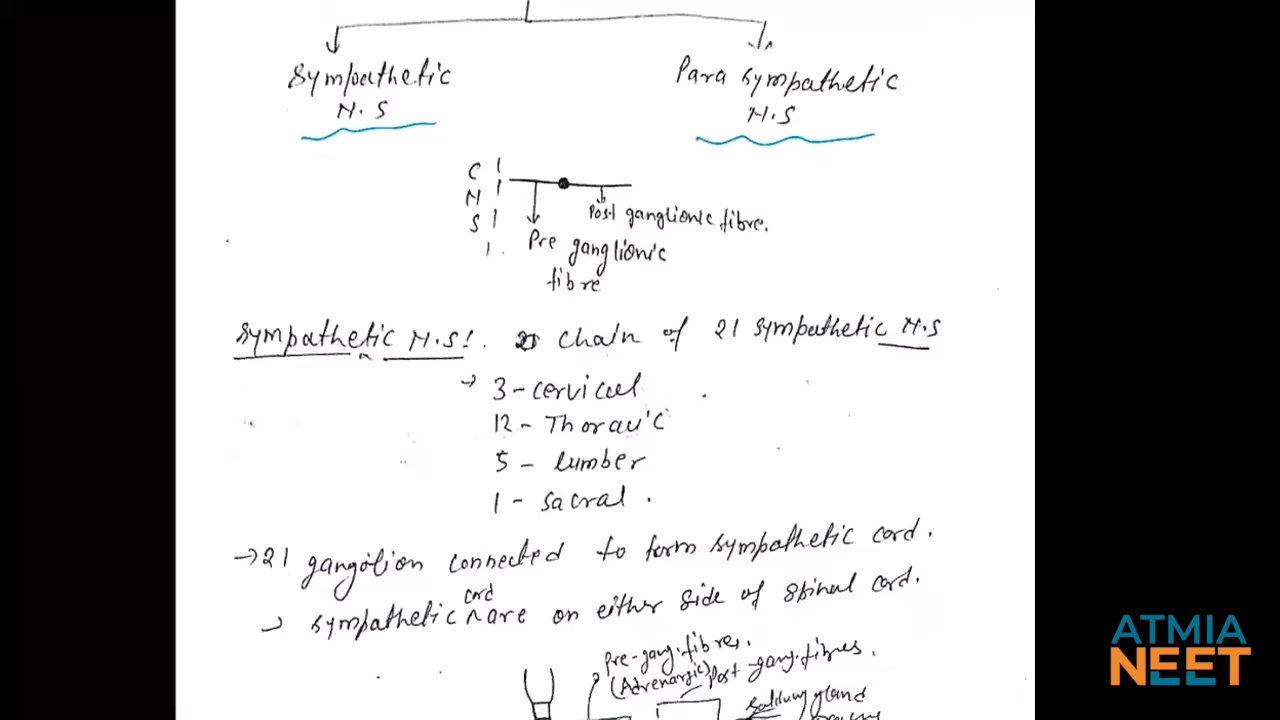 Sympathetic
N.S
Para sympathetic
N.S
C
N
S
Post ganglionic fibre.
Pre ganglionic
fibre
Sympathetic N.S! chain of 21 sympathetic N.S
→ 3 - cervical
12 - Thoracic
5 - lumber
1 - sacral.
→ 21 gangolion connected to form sympathetic cord.
→ sympathetic cord are on either side of spinal cord.
Pre-gang.fibres.
(Adrenargic) Post gang.fibres.
gland
ATMIA
NEET